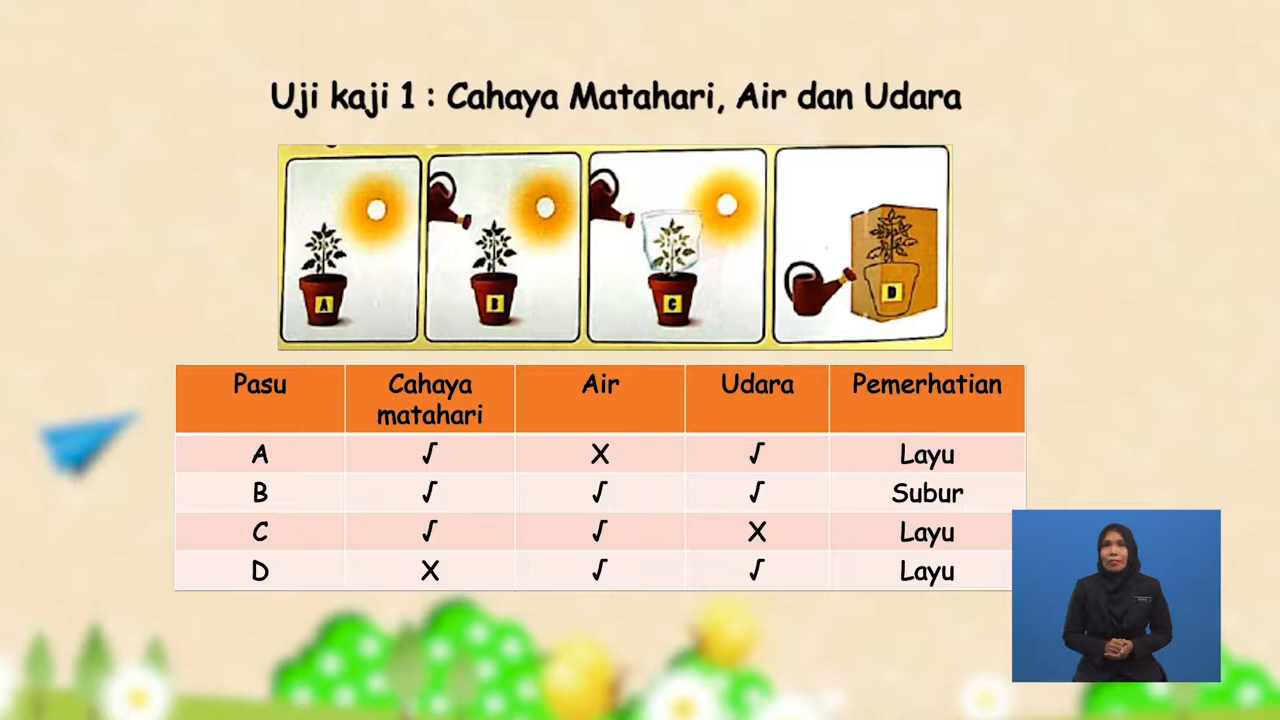 Uji kaji 1 : Cahaya Matahari, Air dan Udara
A
B
C
D
Pasu
Cahaya matahari
Air
Udara
Pemerhatian
A √ X √ Layu
B √ √ √ Subur
C √ √ X Layu
D X √ √ Layu